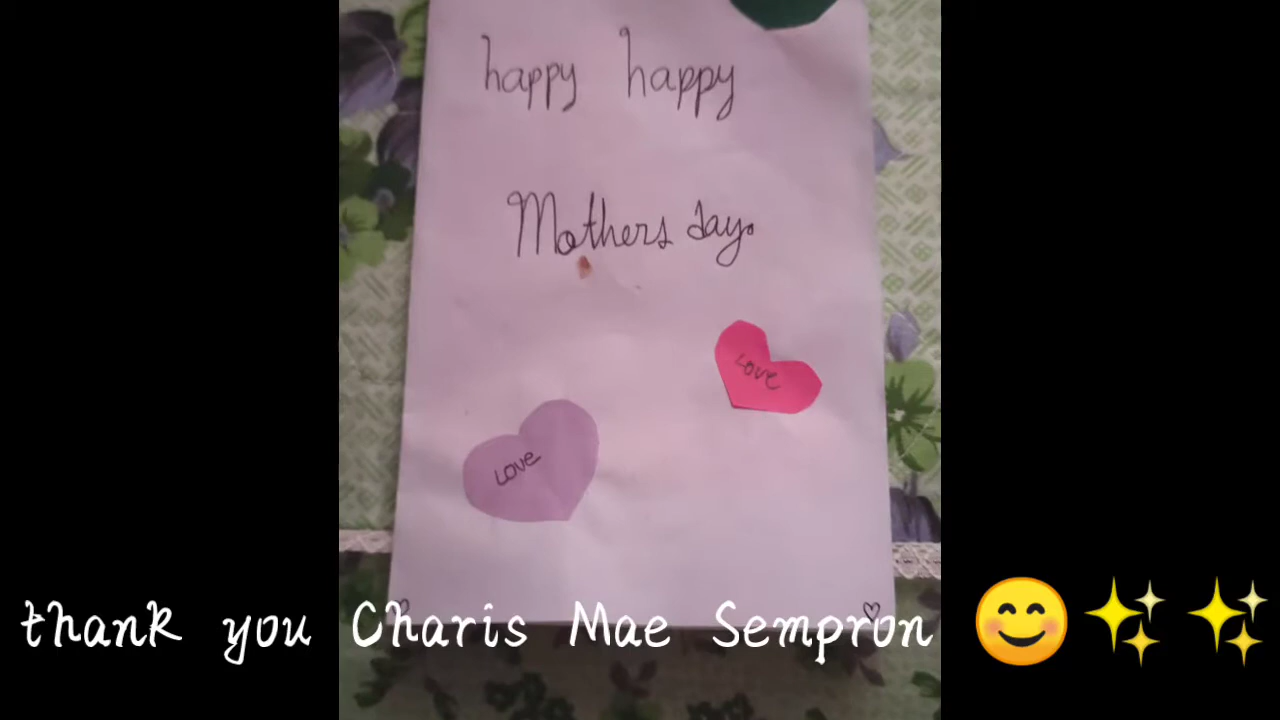 happy happy
Mothers day.
Love
Love
thank you Charis Mae Sempron 😊✨✨